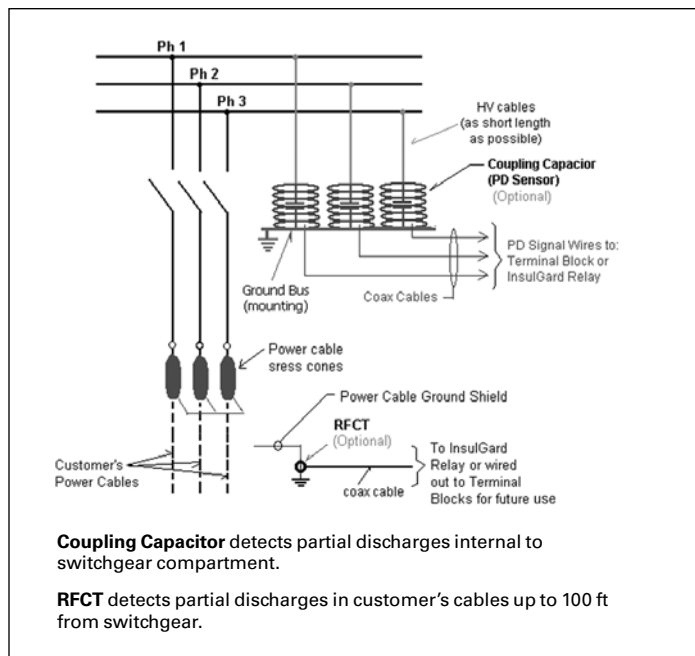 Ph 1
Ph 2
Ph 3
HV cables
(as short length
as possible)
Coupling Capacior
(PD Sensor)
(Optional)
PD Signal Wires to:
Terminal Block or
InsulGard Relay
Ground Bus
(mounting)
Coax Cables
Power cable
sress cones
Power Cable Ground Shield
RFCT
(Optional)
To InsulGard
Relay or wired
out to Terminal
Blocks for future use
coax cable
Customer's
Power Cables
Coupling Capacitor detects partial discharges internal to
switchgear compartment.
RFCT detects partial discharges in customer's cables up to 100 ft
from switchgear.